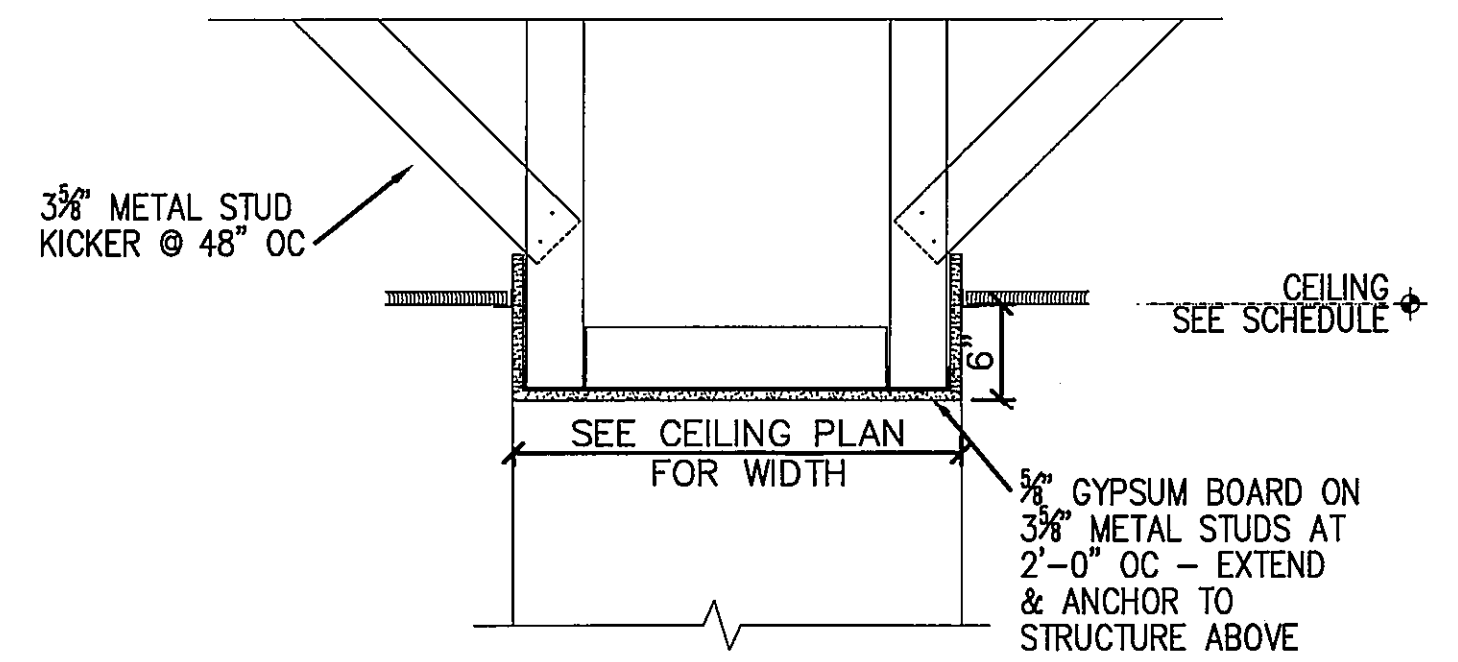 3⅝" METAL STUD
KICKER @ 48" OC
CEILING
SEE SCHEDULE
6"
SEE CEILING PLAN
FOR WIDTH
⅝" GYPSUM BOARD ON
3⅝" METAL STUDS AT
2'-0" OC - EXTEND
& ANCHOR TO
STRUCTURE ABOVE